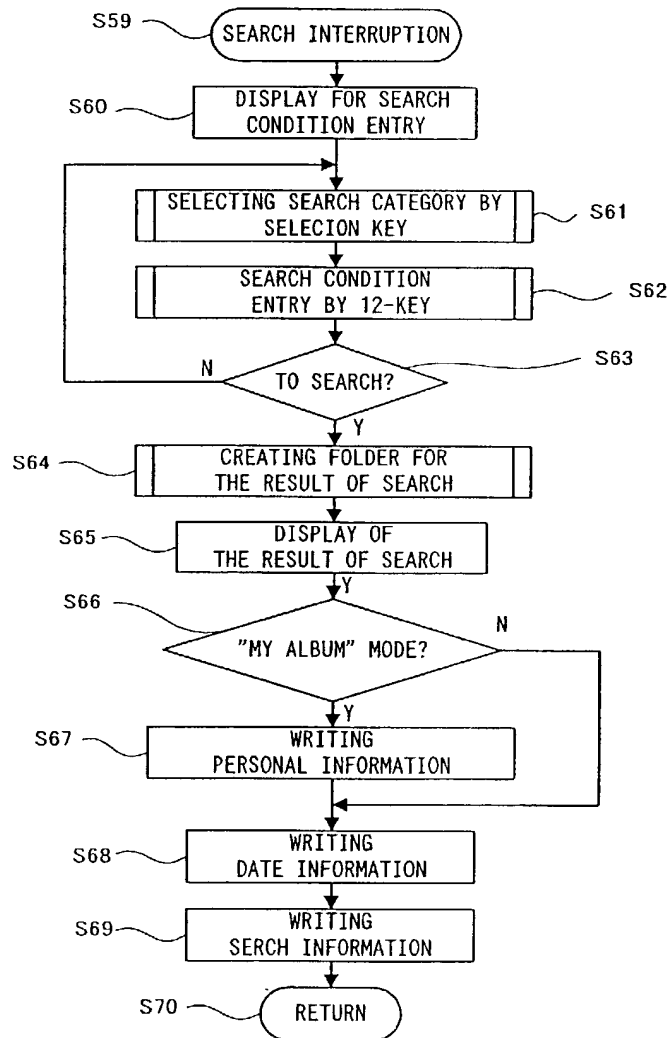 S59
SEARCH INTERRUPTION
S60
DISPLAY FOR SEARCH
CONDITION ENTRY
SELECTING SEARCH CATEGORY BY
SELECION KEY
S61
SEARCH CONDITION
ENTRY BY 12-KEY
S62
N
TO SEARCH?
S63
Y
S64
CREATING FOLDER FOR
THE RESULT OF SEARCH
S65
DISPLAY OF
THE RESULT OF SEARCH
Y
S66
"MY ALBUM" MODE?
N
Y
S67
WRITING
PERSONAL INFORMATION
S68
WRITING
DATE INFORMATION
S69
WRITING
SERCH INFORMATION
S70
RETURN